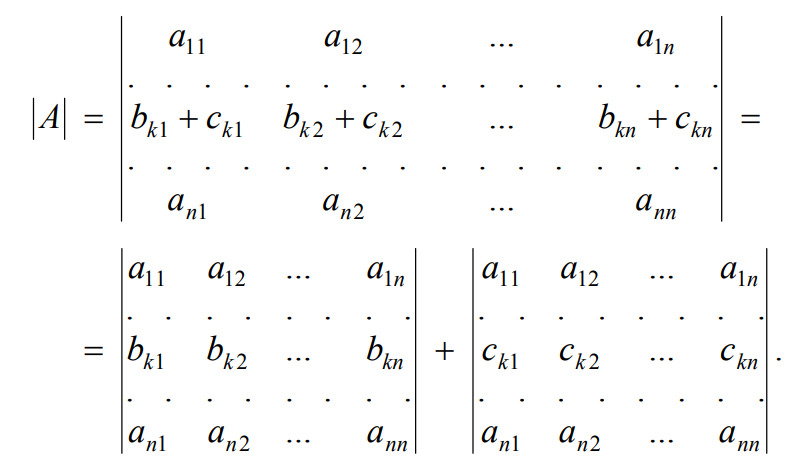 a₁₁ a₁₂ ... a₁ₙ
. . . . . . . . . . . . . . . .
|A| = | bₖ₁ + cₖ₁ bₖ₂ + cₖ₂ ... bₖₙ + cₖₙ | =
. . . . . . . . . . . . . . . .
aₙ₁ aₙ₂ ... aₙₙ
a₁₁ a₁₂ ... a₁ₙ a₁₁ a₁₂ ... a₁ₙ
. . . . . . . . . . . . . . . .
= | bₖ₁ bₖ₂ ... bₖₙ | + | cₖ₁ cₖ₂ ... cₖₙ | .
. . . . . . . . . . . . . . . .
aₙ₁ aₙ₂ ... aₙₙ aₙ₁ aₙ₂ ... aₙₙ